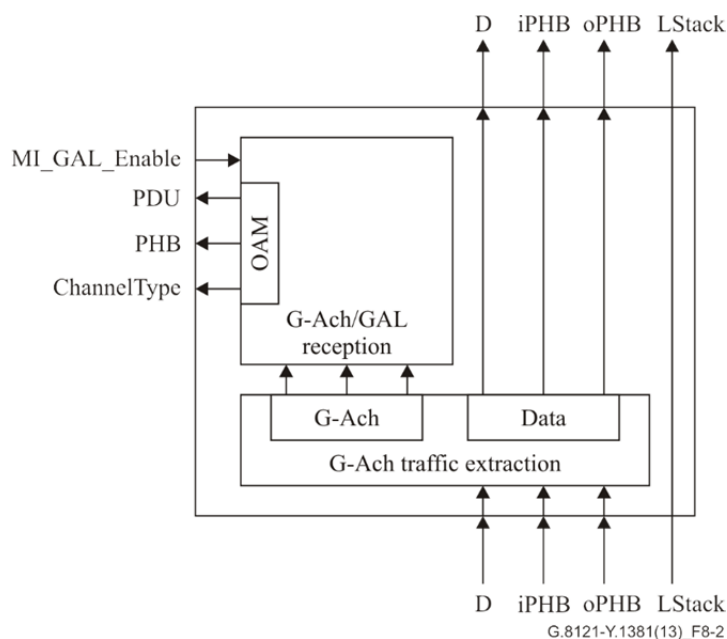 D iPHB oPHB LStack
MI_GAL_Enable
PDU
PHB
ChannelType
OAM
G-Ach/GAL
reception
G-Ach
Data
G-Ach traffic extraction
D iPHB oPHB LStack
G.8121-Y.1381(13)_F8-2